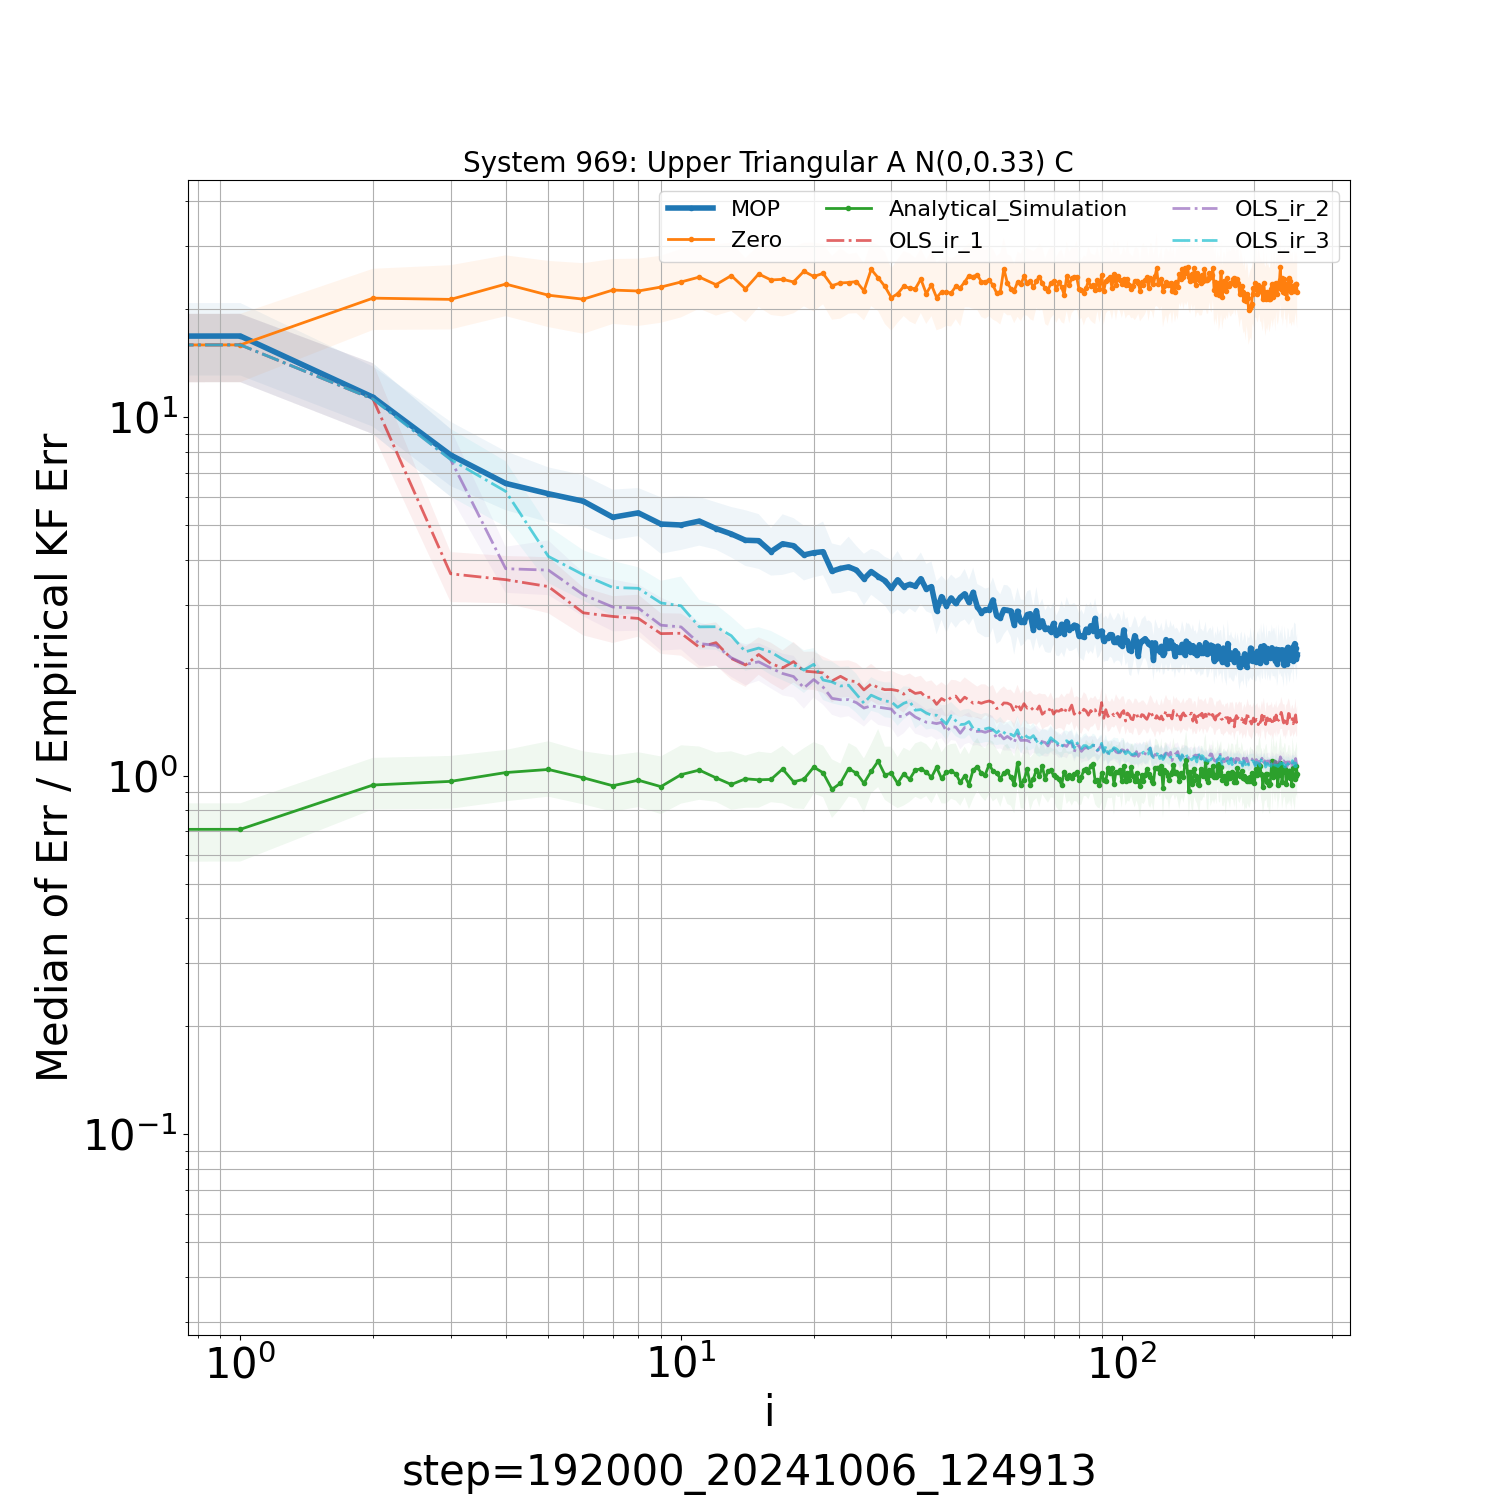 System 969: Upper Triangular A N(0,0.33) C
MOP
Zero
Analytical_Simulation
OLS_ir_1
OLS_ir_2
OLS_ir_3
Median of Err / Empirical KF Err
10¹
10⁰
10⁻¹
10⁰ 10¹ 10²
i
step=192000_20241006_124913